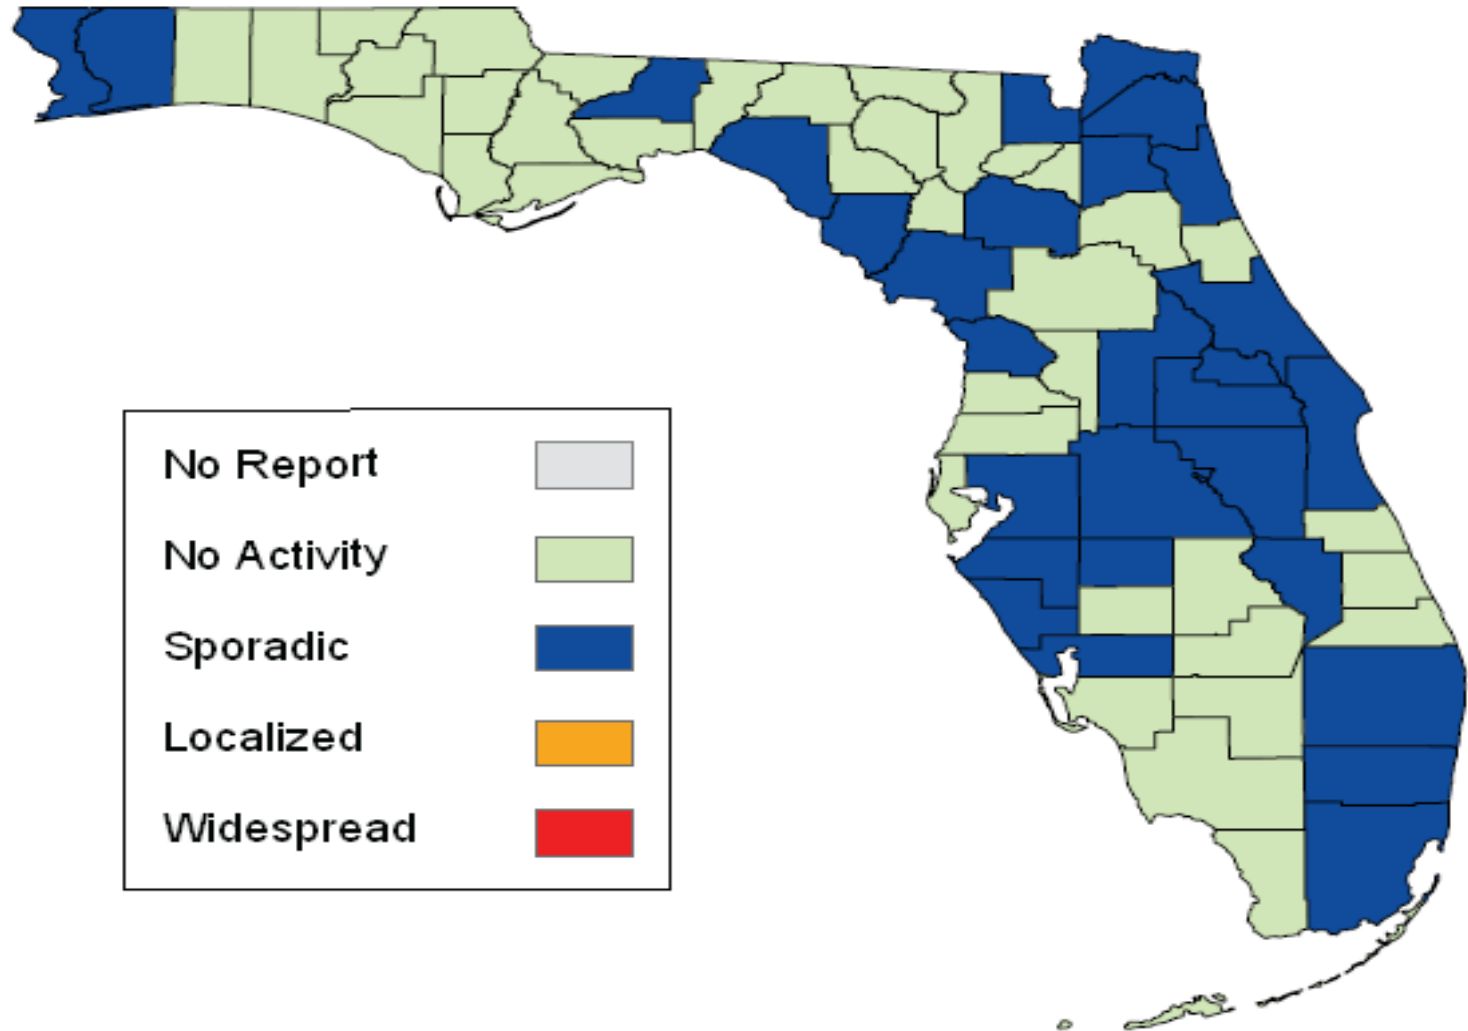 No Report
No Activity
Sporadic
Localized
Widespread